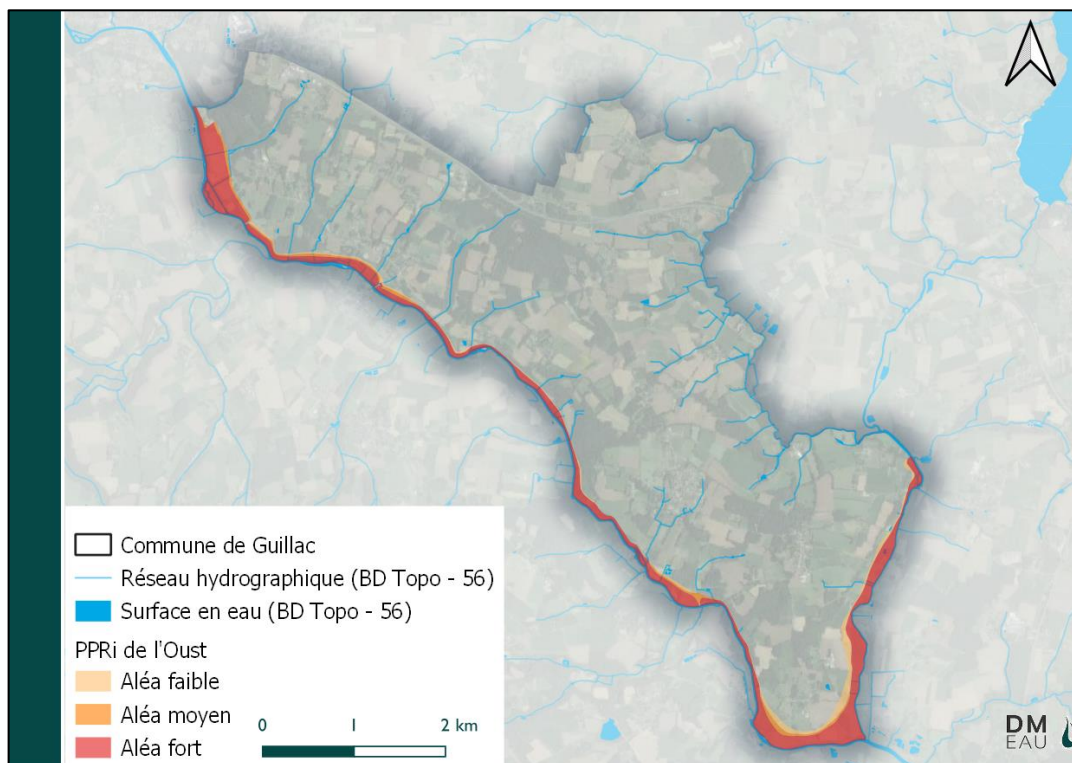 Commune de Guillac
Réseau hydrographique (BD Topo - 56)
Surface en eau (BD Topo - 56)
PPRi de l'Oust
Aléa faible
Aléa moyen
Aléa fort
0 1 2 km
DM
EAU